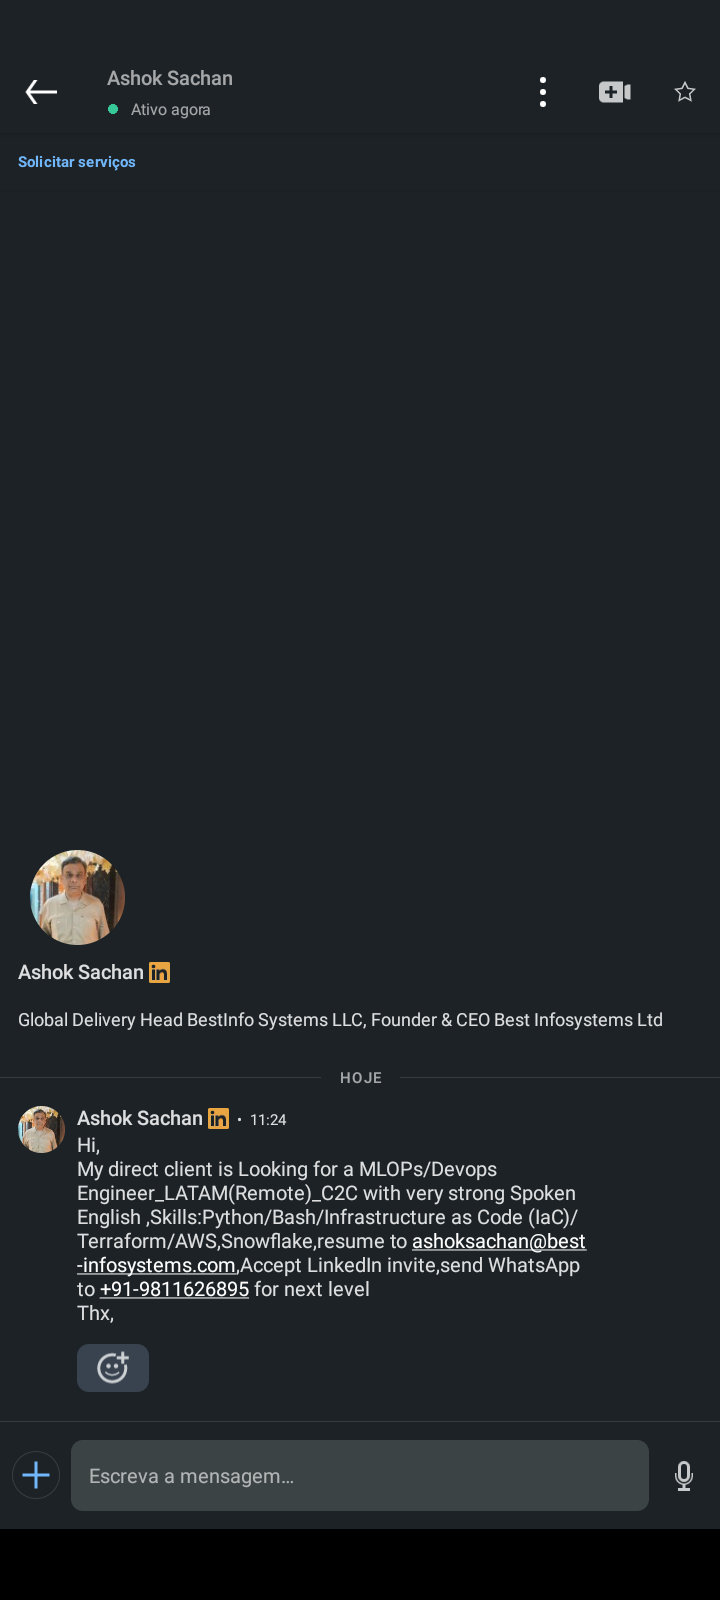 Ashok Sachan
Ativo agora
Solicitar serviços
Ashok Sachan in
Global Delivery Head BestInfo Systems LLC, Founder & CEO Best Infosystems Ltd
HOJE
Ashok Sachan in • 11:24
Hi,
My direct client is Looking for a MLOPs/Devops
Engineer_LATAM(Remote)_C2C with very strong Spoken
English ,Skills:Python/Bash/Infrastructure as Code (IaC)/
Terraform/AWS,Snowflake,resume to ashoksachan@best
-infosystems.com,Accept LinkedIn invite,send WhatsApp
to +91-9811626895 for next level
Thx,
Escreva a mensagem...